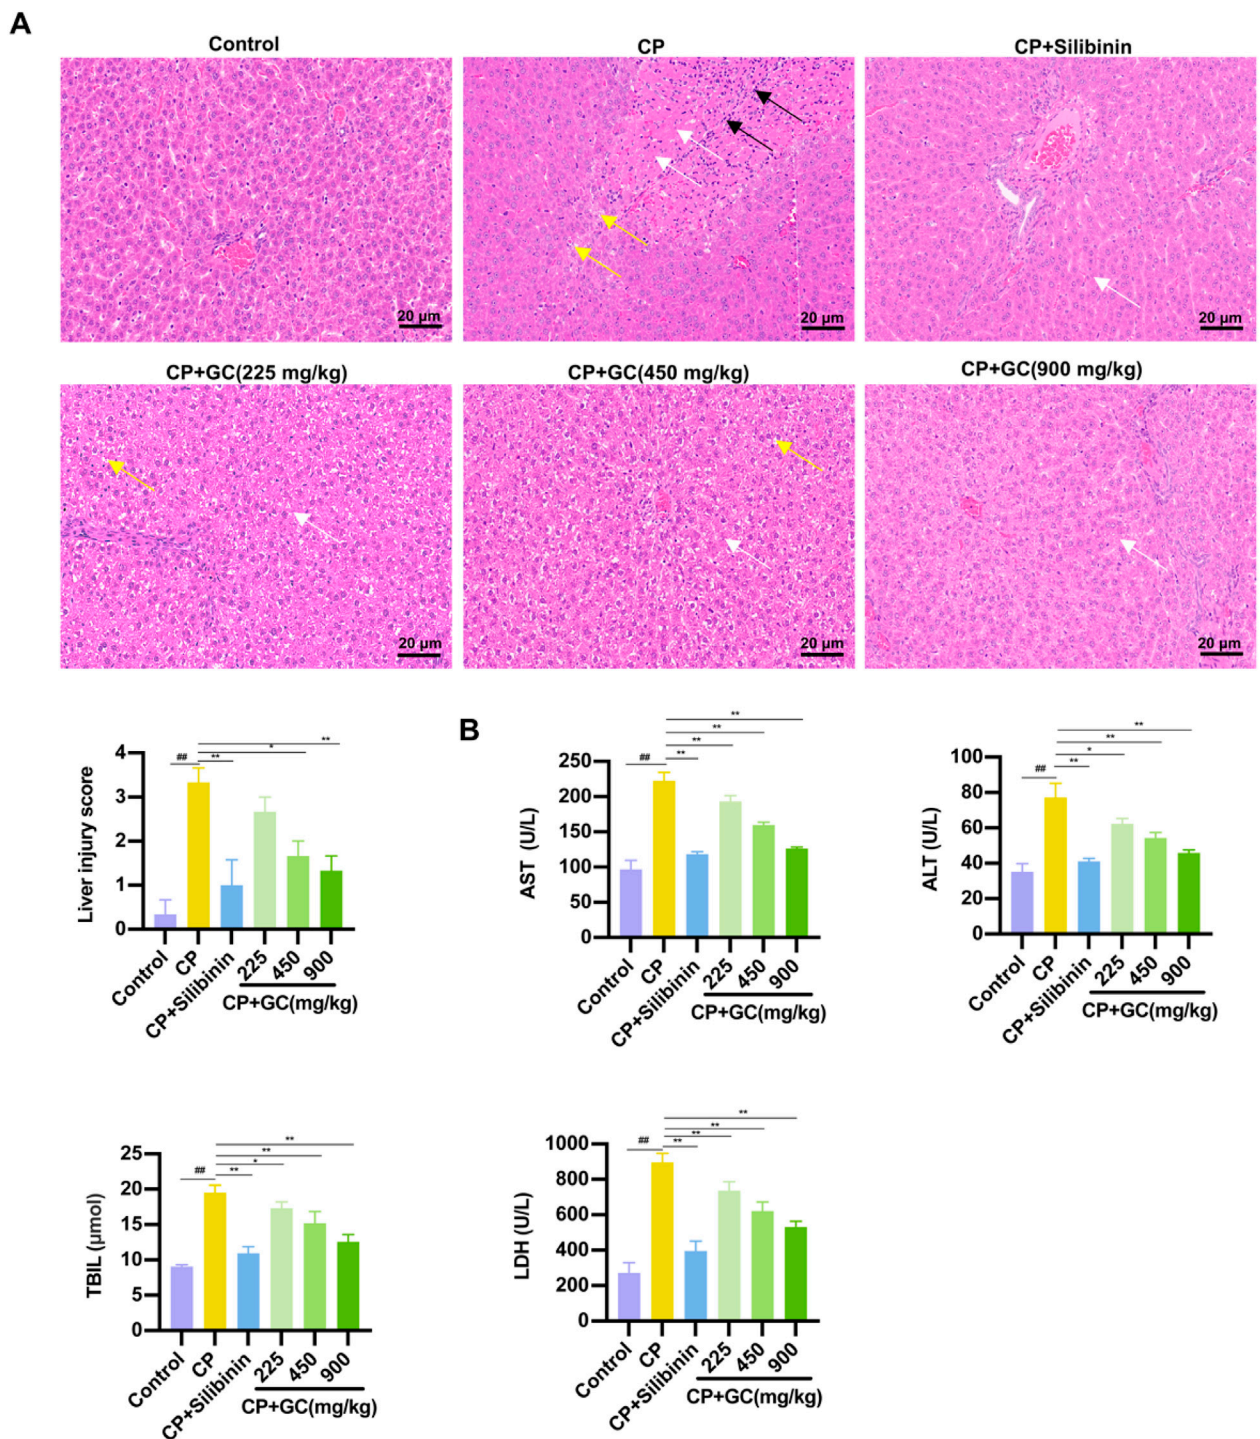 A
Control
CP
CP+Silibinin
20 µm
20 µm
20 µm
CP+GC(225 mg/kg)
CP+GC(450 mg/kg)
CP+GC(900 mg/kg)
20 µm
20 µm
20 µm
Liver injury score
4
3
2
1
0
##
**
*
**
Control
CP
CP+Silibinin
225
450
900
CP+GC(mg/kg)
B
AST (U/L)
250
200
150
100
50
0
##
**
**
**
**
Control
CP
CP+Silibinin
225
450
900
CP+GC(mg/kg)
ALT (U/L)
100
80
60
40
20
0
##
**
*
**
**
Control
CP
CP+Silibinin
225
450
900
CP+GC(mg/kg)
TBIL (µmol)
25
20
15
10
5
0
##
**
*
**
**
Control
CP
CP+Silibinin
225
450
900
CP+GC(mg/kg)
LDH (U/L)
1000
800
600
400
200
0
##
**
**
**
**
Control
CP
CP+Silibinin
225
450
900
CP+GC(mg/kg)